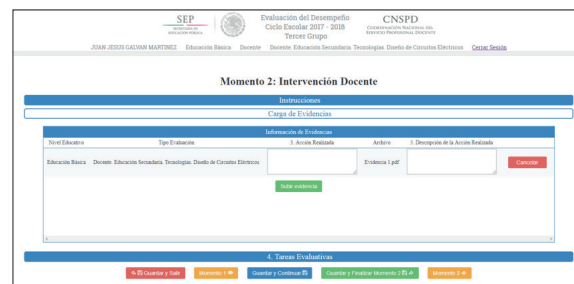 SEP
SECRETARÍA DE
EDUCACIÓN PÚBLICA
Evaluación del Desempeño
Ciclo Escolar 2017 - 2018
Tercer Grupo
CNSPD
COORDINACIÓN NACIONAL DEL
SERVICIO PROFESIONAL DOCENTE
JUAN JESUS GALVAN MARTINEZ Educación Básica Docente Docente. Educación Secundaria. Tecnologías. Diseño de Circuitos Eléctricos Cerrar Sesión
Momento 2: Intervención Docente
Instrucciones
Carga de Evidencias
Información de Evidencias
Nivel Educativo Tipo Evaluación 3. Acción Realizada Archivo 3. Descripción de la Acción Realizada
Educación Básica Docente. Educación Secundaria. Tecnologías. Diseño de Circuitos Eléctricos Evidencia 1.pdf Cancelar
Subir evidencia
4. Tareas Evaluativas
Guardar y Salir Momento 1 Guardar y Continuar Guardar y Finalizar Momento 2 Momento 3